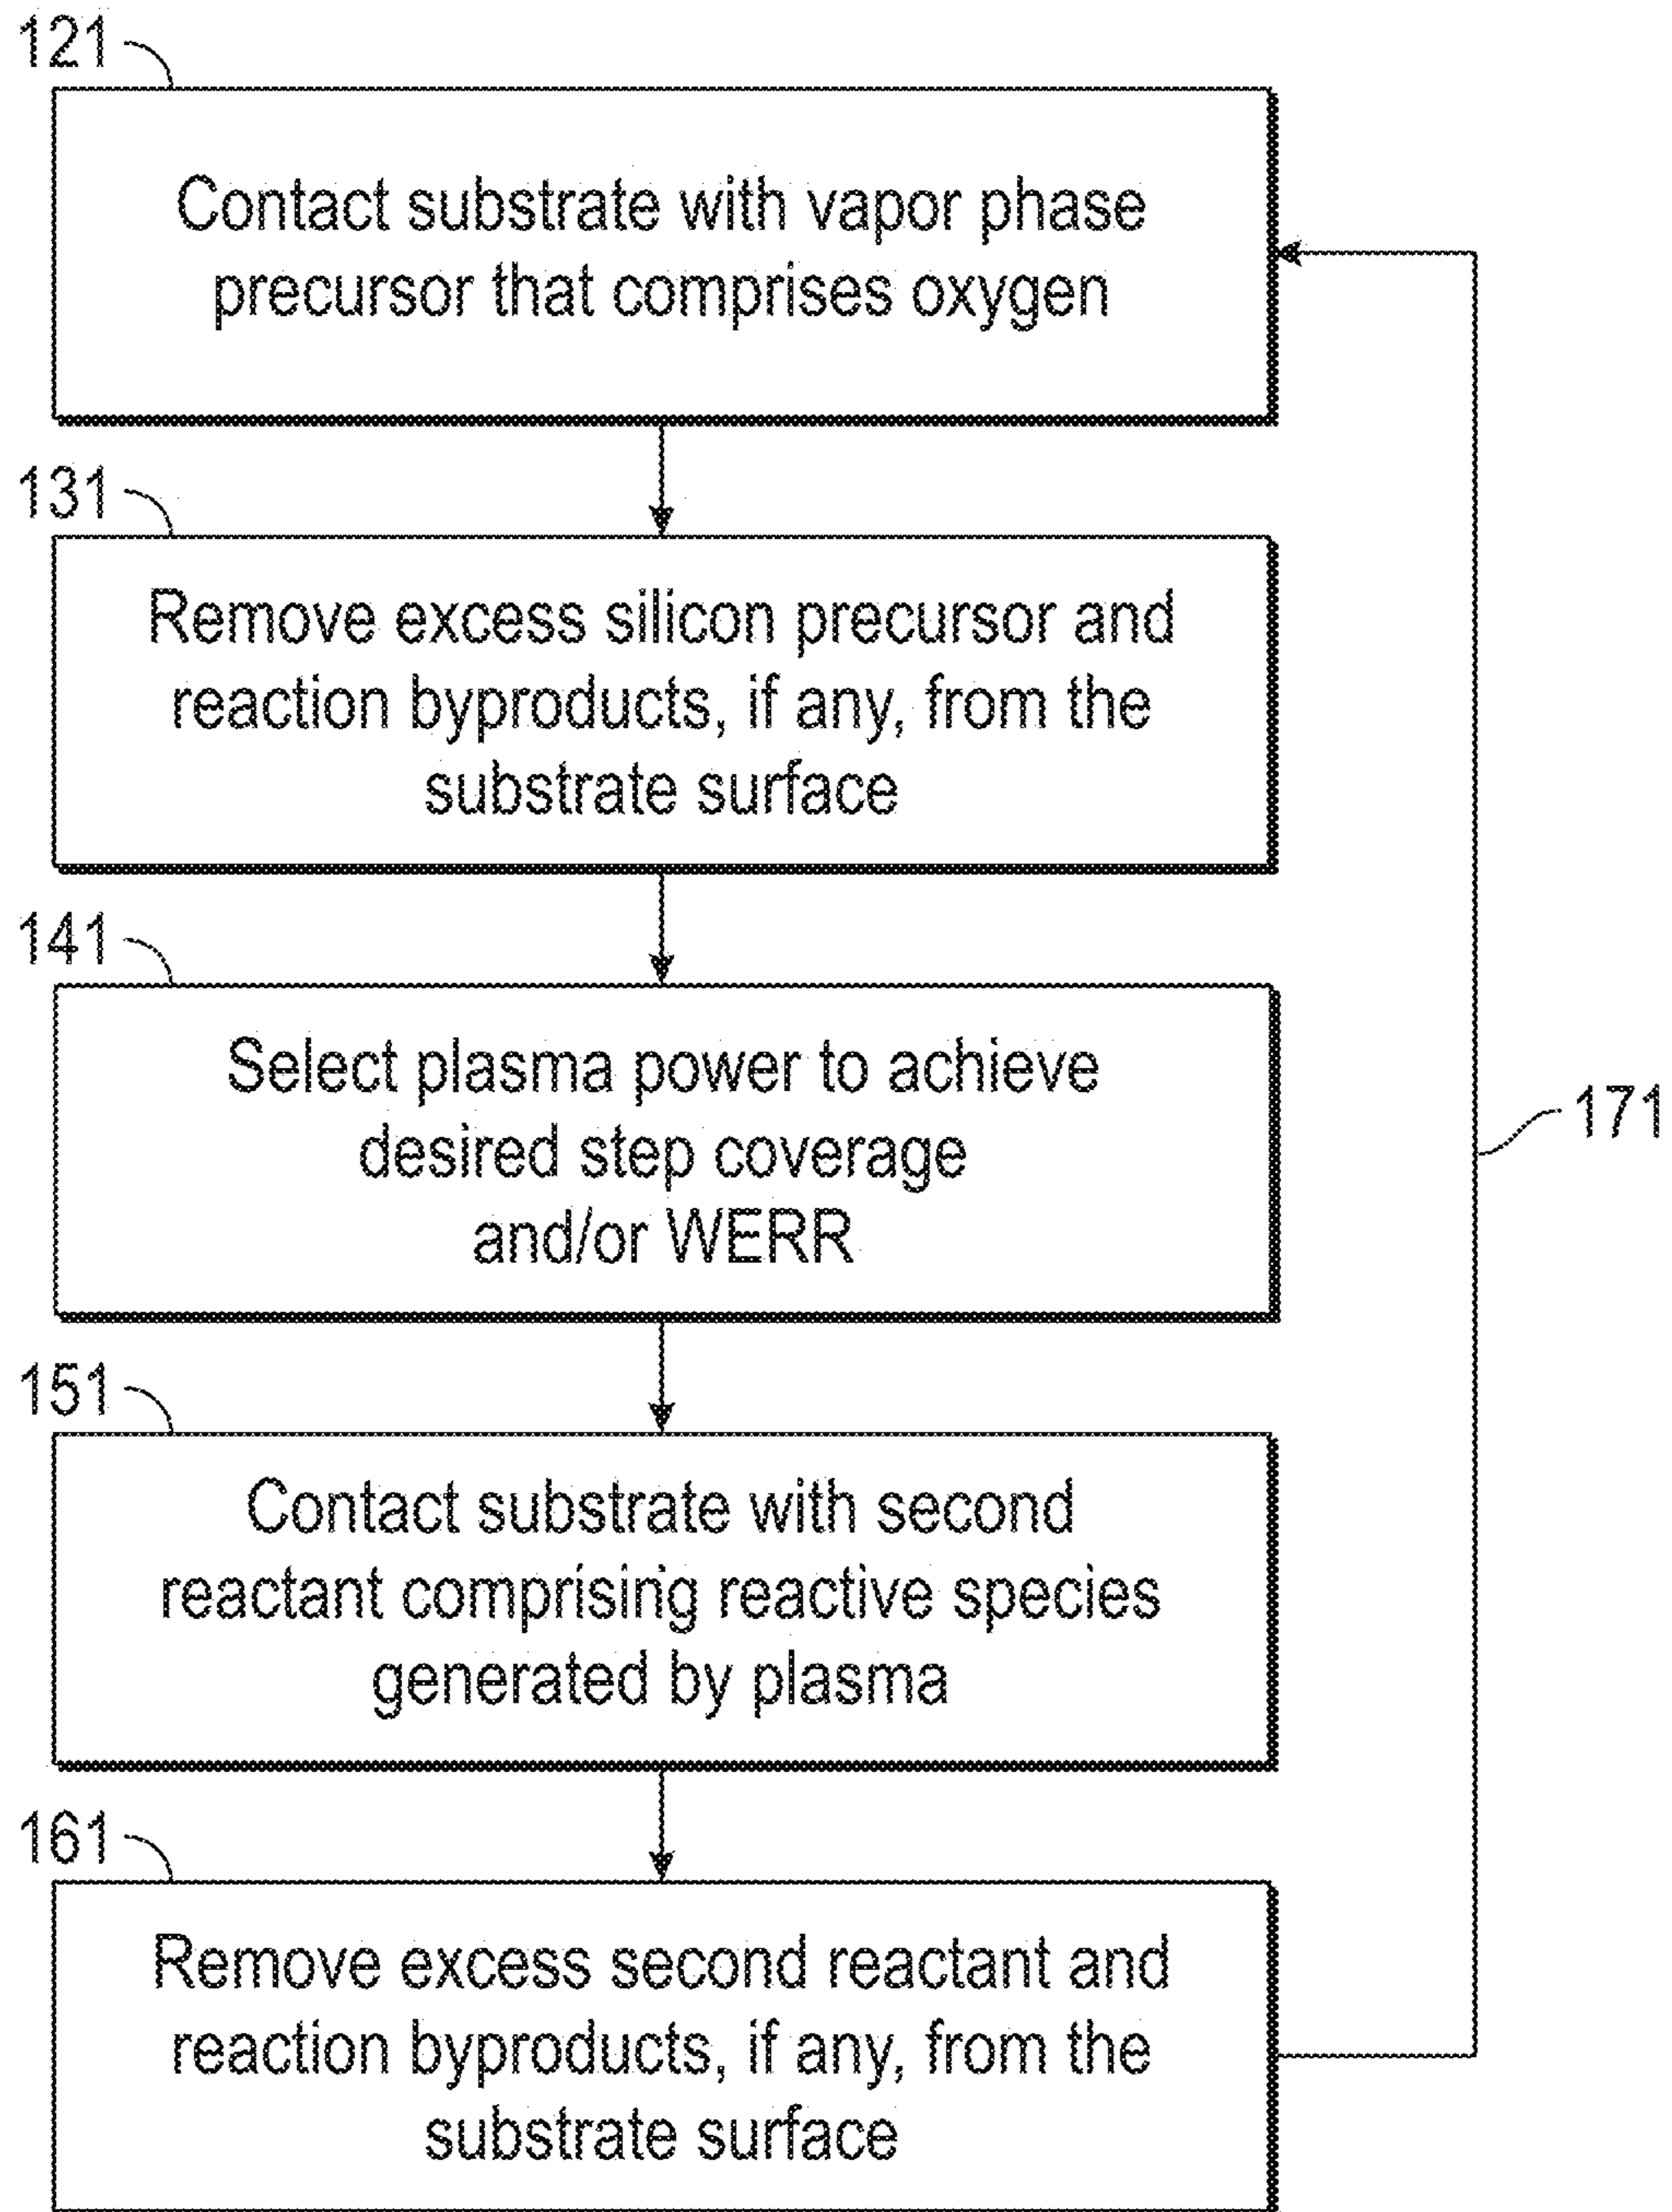 121
Contact substrate with vapor phase
precursor that comprises oxygen
131
Remove excess silicon precursor and
reaction byproducts, if any, from the
substrate surface
141
Select plasma power to achieve
desired step coverage
and/or WERR
171
151
Contact substrate with second
reactant comprising reactive species
generated by plasma
161
Remove excess second reactant and
reaction byproducts, if any, from the
substrate surface